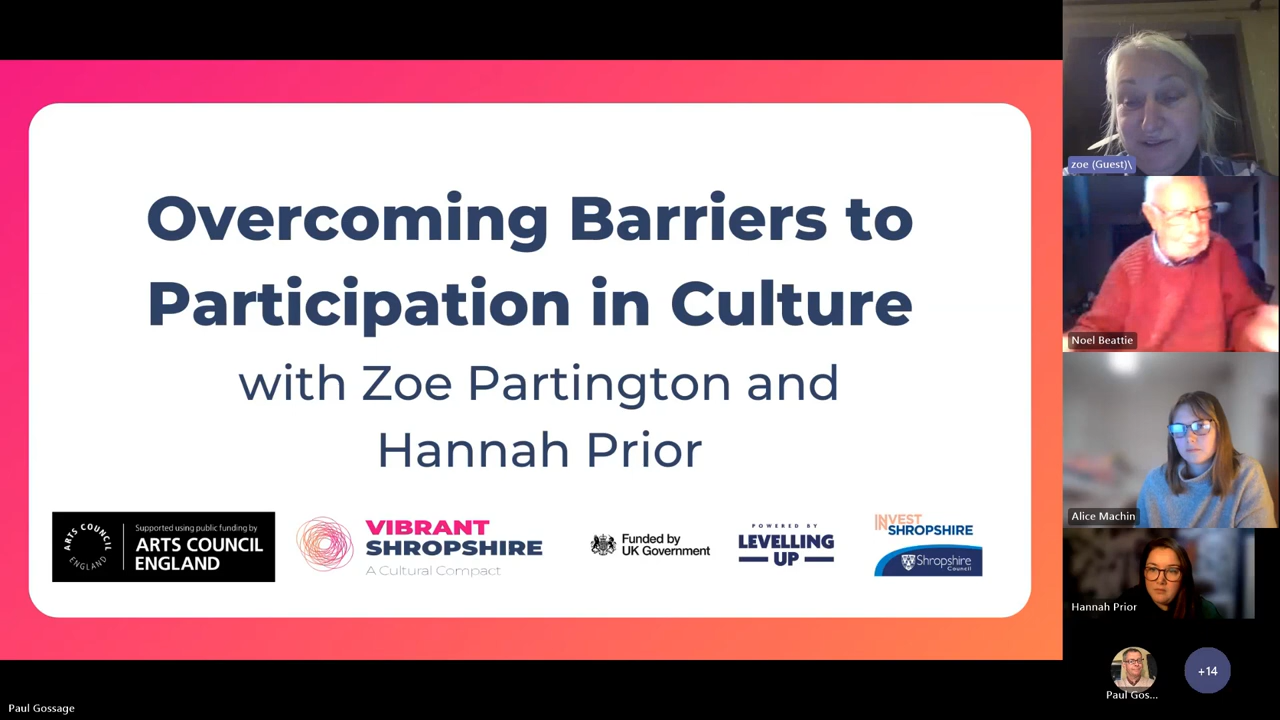 Overcoming Barriers to
Participation in Culture
with Zoe Partington and
Hannah Prior
ARTS COUNCIL
ENGLAND
Supported using public funding by
ARTS COUNCIL
ENGLAND
VIBRANT
SHROPSHIRE
A Cultural Compact
Funded by
UK Government
POWERED BY
LEVELLING
UP
INVEST
SHROPSHIRE
Shropshire
Council
zoe (Guest)\
Noel Beattie
Alice Machin
Hannah Prior
Paul Gos...
+14
Paul Gossage